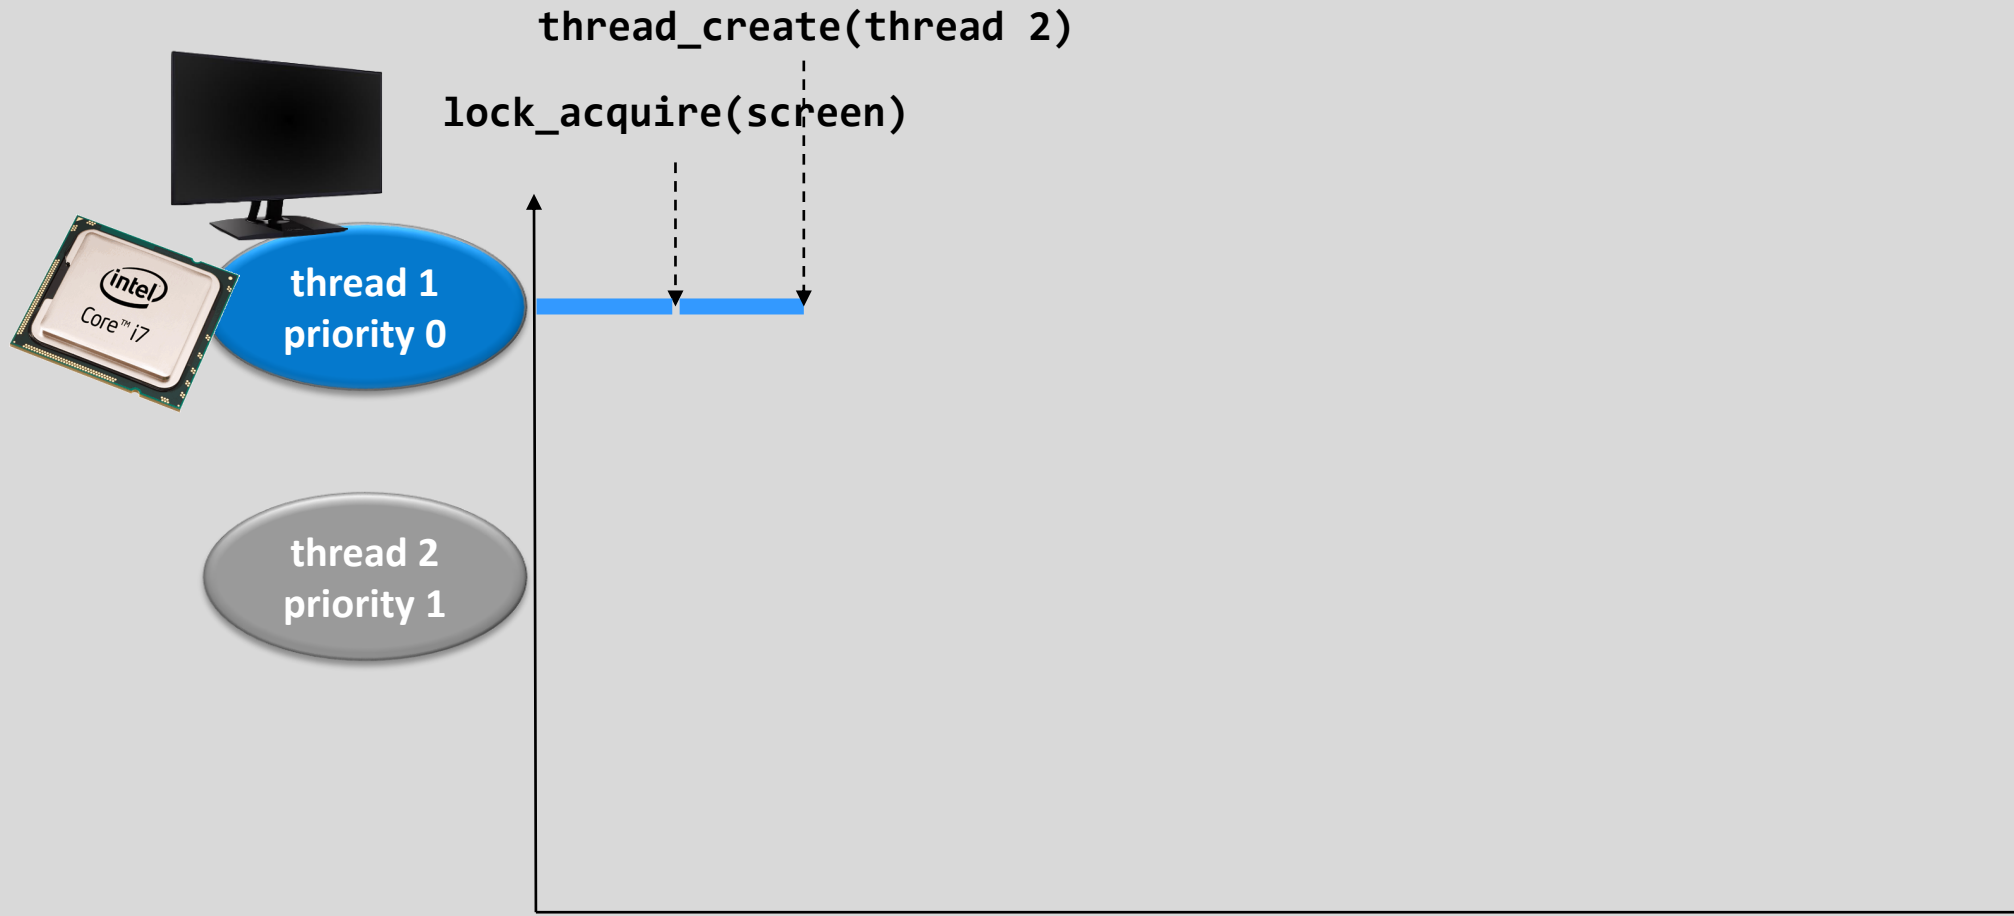 thread_create(thread 2)
lock_acquire(screen)
intel
Core™ i7
thread 1
priority 0
thread 2
priority 1